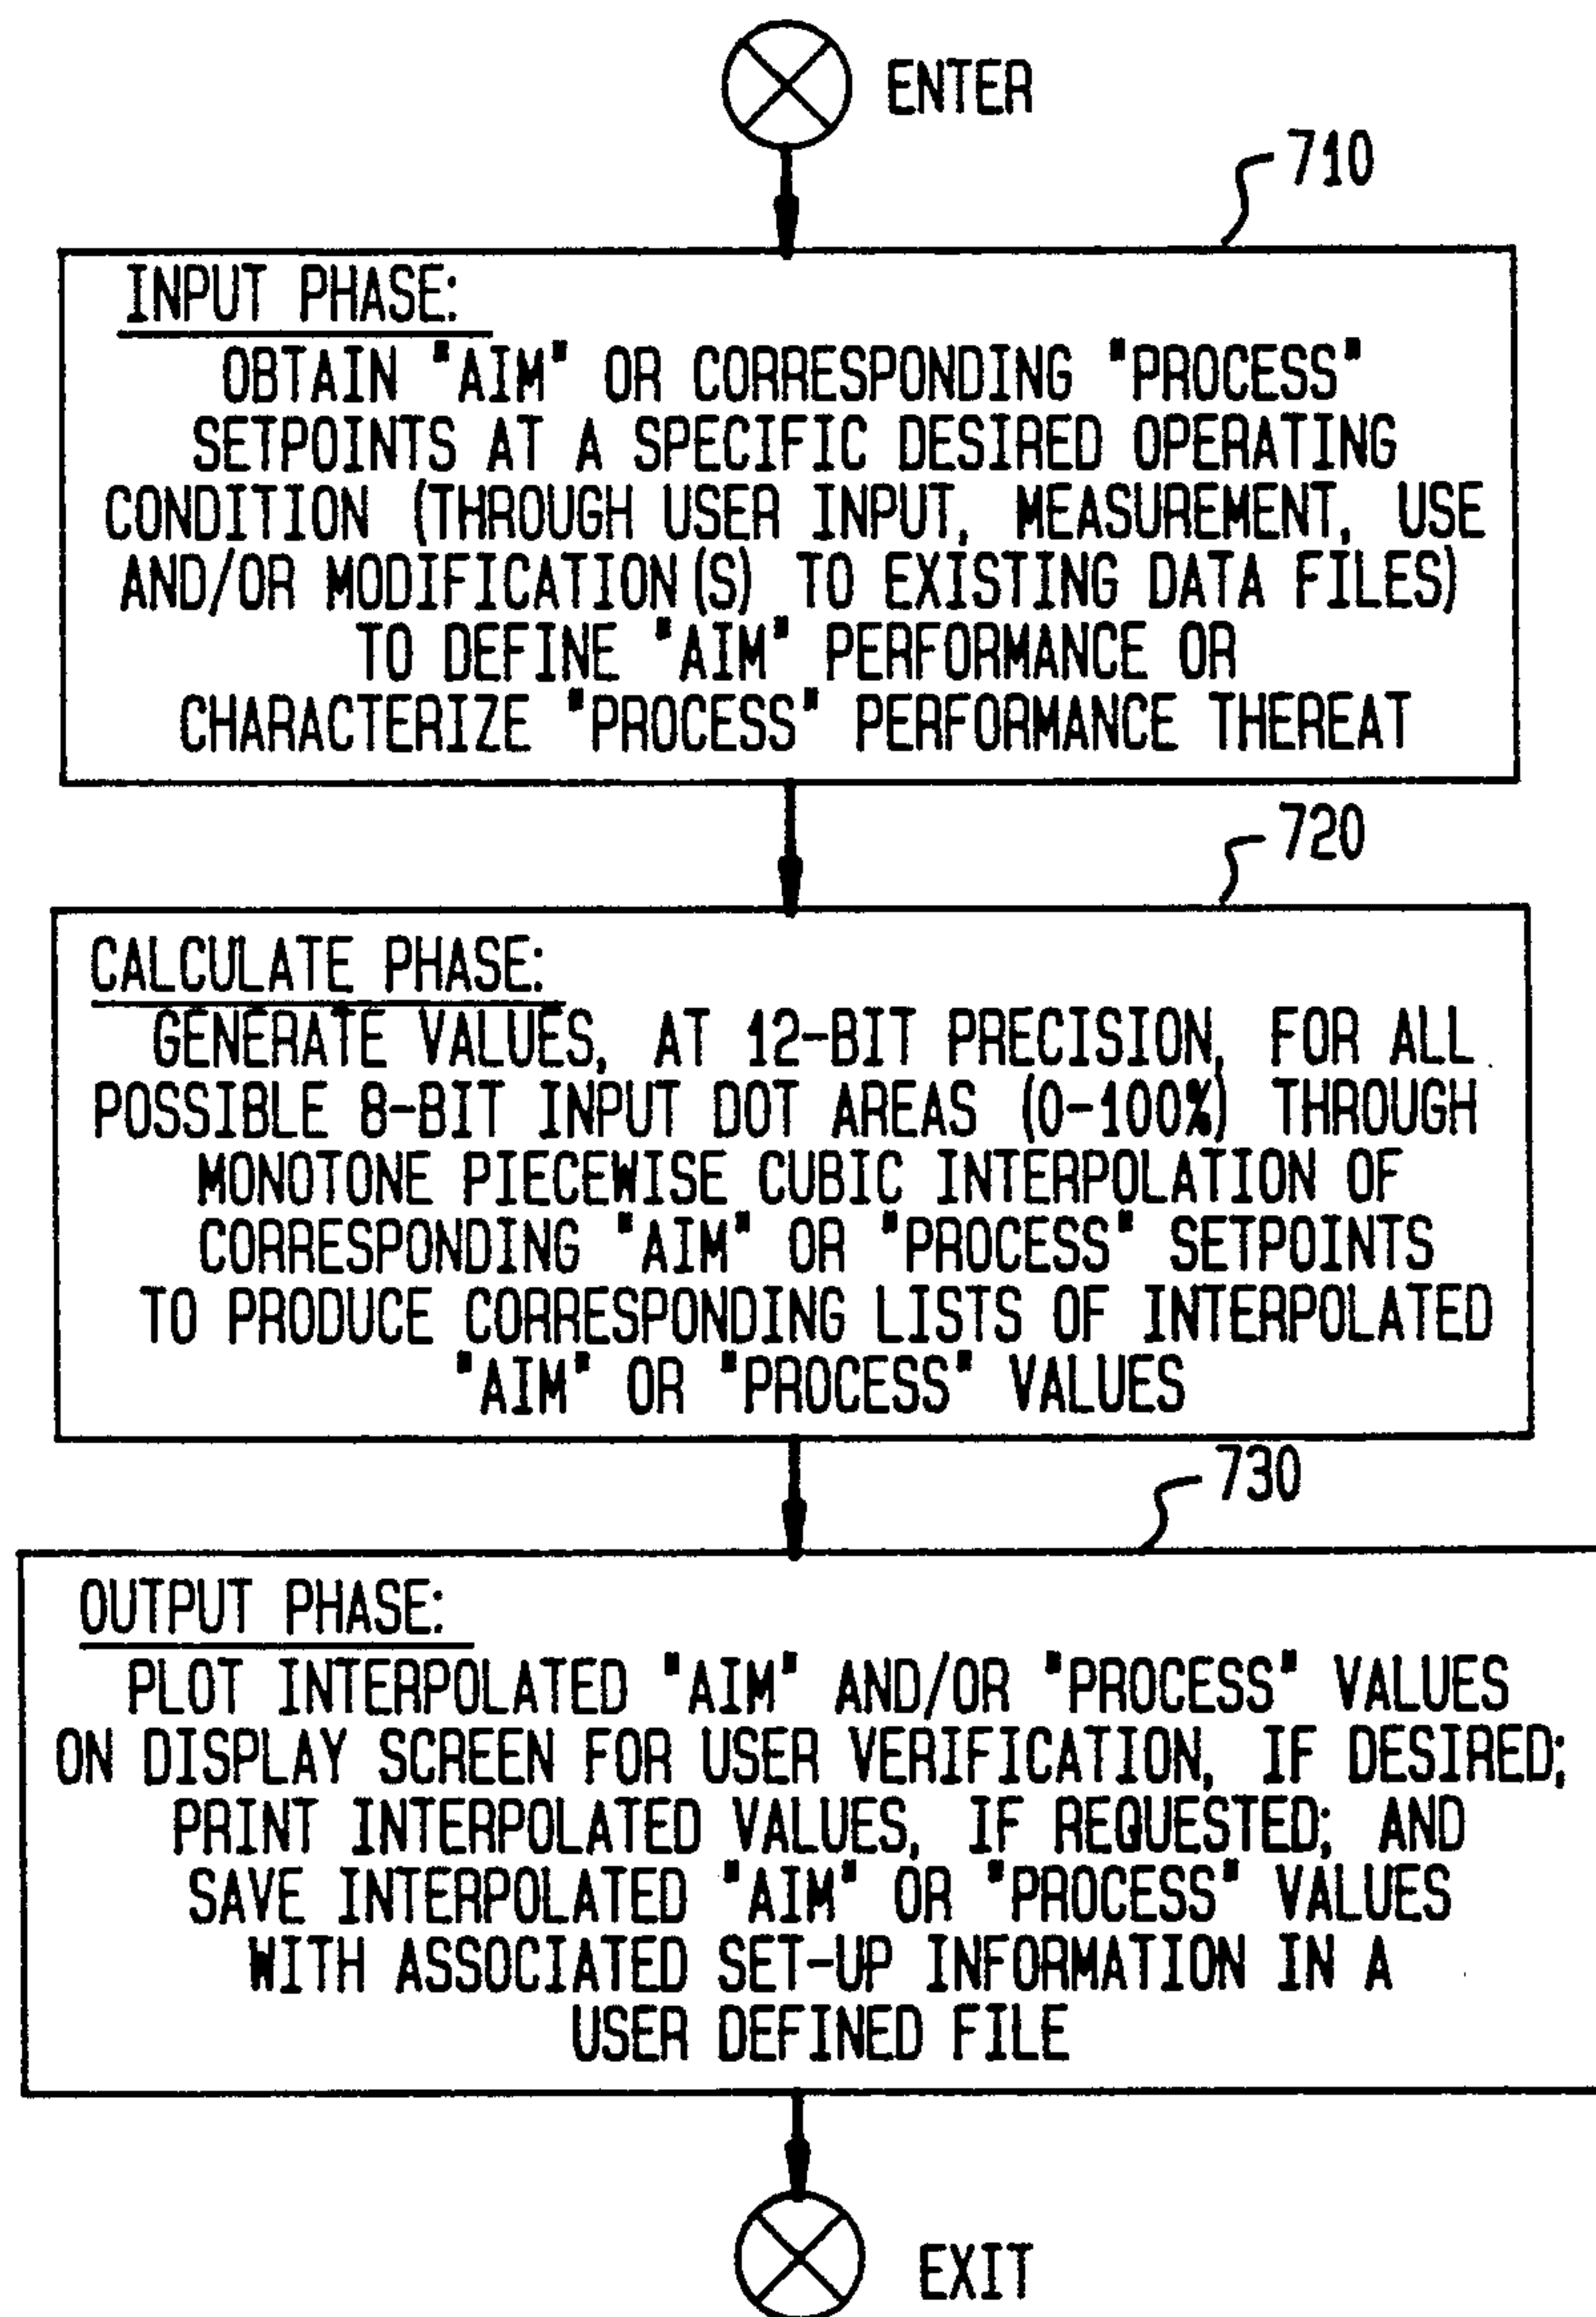 ENTER
710
INPUT PHASE:
OBTAIN "AIM" OR CORRESPONDING "PROCESS"
SETPOINTS AT A SPECIFIC DESIRED OPERATING
CONDITION (THROUGH USER INPUT, MEASUREMENT, USE
AND/OR MODIFICATION(S) TO EXISTING DATA FILES)
TO DEFINE "AIM" PERFORMANCE OR
CHARACTERIZE "PROCESS" PERFORMANCE THEREAT
720
CALCULATE PHASE:
GENERATE VALUES, AT 12-BIT PRECISION, FOR ALL
POSSIBLE 8-BIT INPUT DOT AREAS (0-100%) THROUGH
MONOTONE PIECEWISE CUBIC INTERPOLATION OF
CORRESPONDING "AIM" OR "PROCESS" SETPOINTS
TO PRODUCE CORRESPONDING LISTS OF INTERPOLATED
"AIM" OR "PROCESS" VALUES
730
OUTPUT PHASE:
PLOT INTERPOLATED "AIM" AND/OR "PROCESS" VALUES
ON DISPLAY SCREEN FOR USER VERIFICATION, IF DESIRED;
PRINT INTERPOLATED VALUES, IF REQUESTED; AND
SAVE INTERPOLATED "AIM" OR "PROCESS" VALUES
WITH ASSOCIATED SET-UP INFORMATION IN A
USER DEFINED FILE
EXIT